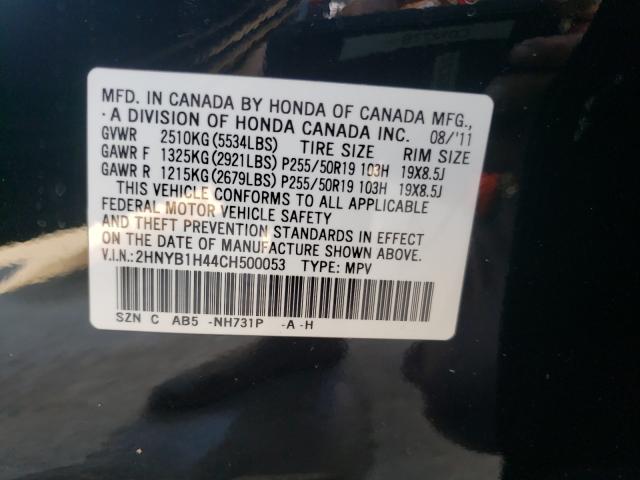 MFD. IN CANADA BY HONDA OF CANADA MFG.,
A DIVISION OF HONDA CANADA INC. 08/'11
GVWR 2510KG (5534LBS) TIRE SIZE RIM SIZE
GAWR F 1325KG (2921LBS) P255/50R19 103H 19X8.5J
GAWR R 1215KG (2679LBS) P255/50R19 103H 19X8.5J
THIS VEHICLE CONFORMS TO ALL APPLICABLE
FEDERAL MOTOR VEHICLE SAFETY
AND THEFT PREVENTION STANDARDS IN EFFECT
ON THE DATE OF MANUFACTURE SHOWN ABOVE.
V.I.N.: 2HNYB1H44CH500053 TYPE: MPV
SZN C AB5 -NH731P -A -H